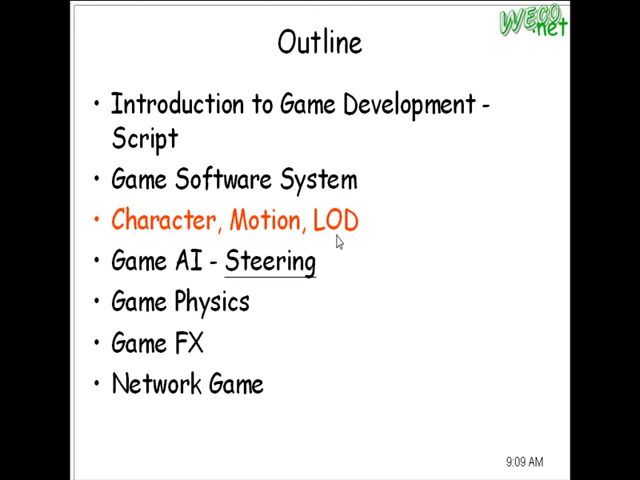 WECO
.net
Outline
• Introduction to Game Development -
Script
• Game Software System
• Character, Motion, LOD
• Game AI - Steering
• Game Physics
• Game FX
• Network Game
9:09 AM